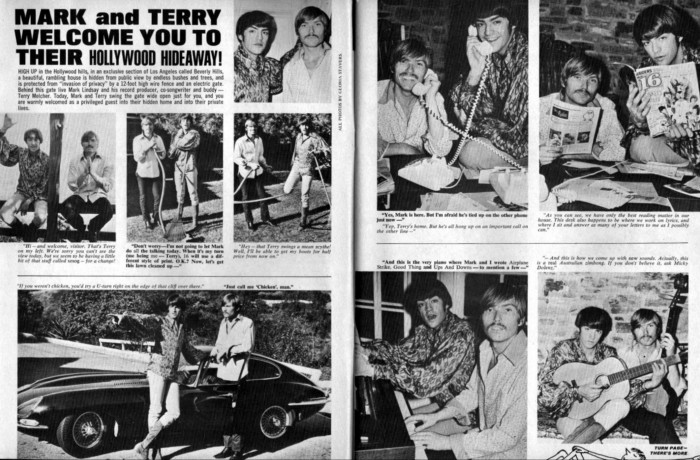 MARK and TERRY
WELCOME YOU TO
THEIR HOLLYWOOD HIDEAWAY!
HIGH UP in the Hollywood hills, in an exclusive section of Los Angeles called Beverly Hills,
a beautiful, rambling house is hidden from public view by endless bushes and trees, and
is protected from "invasion of privacy" by a 12-foot high wire fence and an electric gate.
Behind this gate live Mark Lindsay and his record producer, co-songwriter and buddy —
Terry Melcher. Today, Mark and Terry swing the gate wide open just for you, and you
are warmly welcomed as a privileged guest into their hidden home and into their private
lives.
ALL PHOTOS BY
"Hi — and welcome, visitor. That's Terry
on my left. We're sorry you can't see the
view today, but we seem to be having a little
bit of that stuff called smog — for a change!
"Don't worry — I'm not going to let Mark
do all the talking today. When it's my turn
(me being me — Terry), it will use a dif-
ferent style of print. O.K.? Now, let's get
this lawn cleaned up —"
"Hey — that Terry swings a mean scythe!
Well, I'll be able to get my hands for half
price from now on."
"If you weren't chicken, you'd try a U-turn right on the edge of that cliff over there."
"Just call me 'Chicken', man."
"Yes, Mark is here. But I'm afraid he's tied up on the other phone
just now —"
"Yup, Terry's home. But he's all hung up on an important call on
the other line —"
"As you can see, we have only the best reading matter in our
house. This desk also happens to be where we work on lyrics, and
where I sit and answer as many of your letters to me as I possibly
can."
"And this is the very piano where Mark and I wrote Airplane
Strike, Good Thing and Ups And Downs — to mention a few —"
"— And this is how we come up with new sounds. Actually, this
is a real Australian zimbong. If you don't believe it, ask Micky
Dolenz."
16
TURN PAGE—
THERE'S MORE